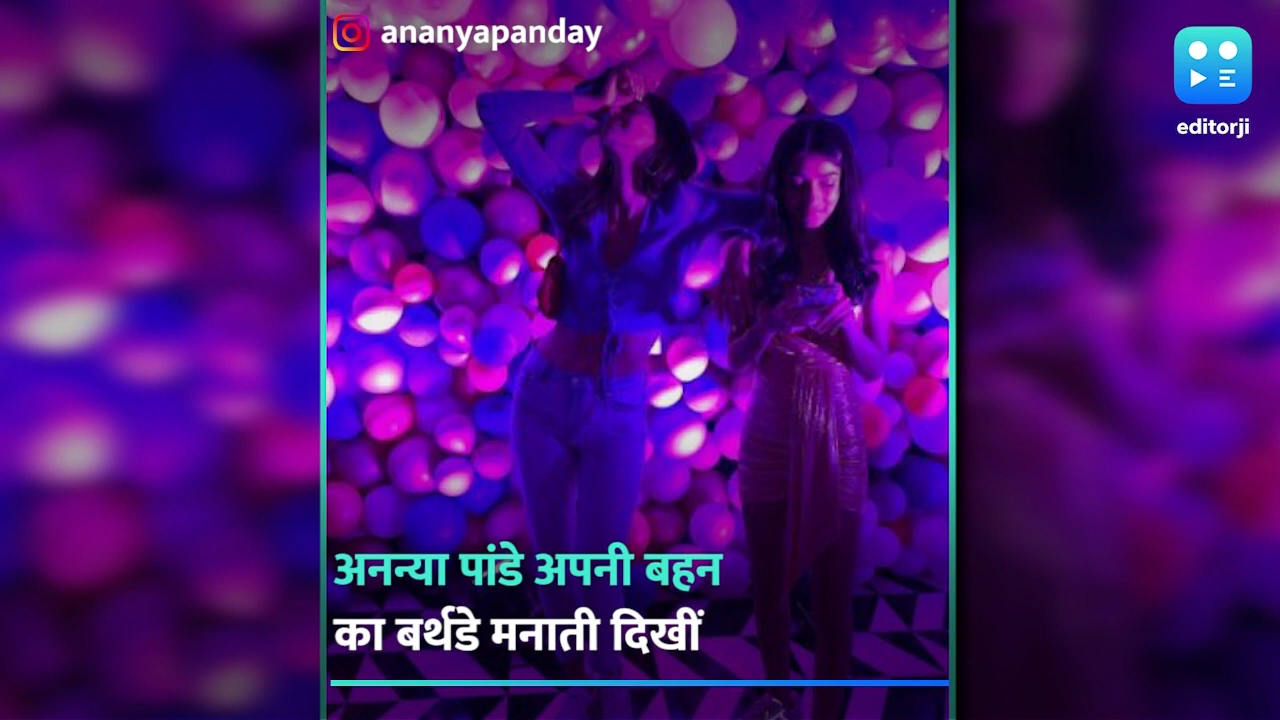 ananyapanday
editorji
अनन्या पांडे अपनी बहन
का बर्थडे मनाती दिखीं